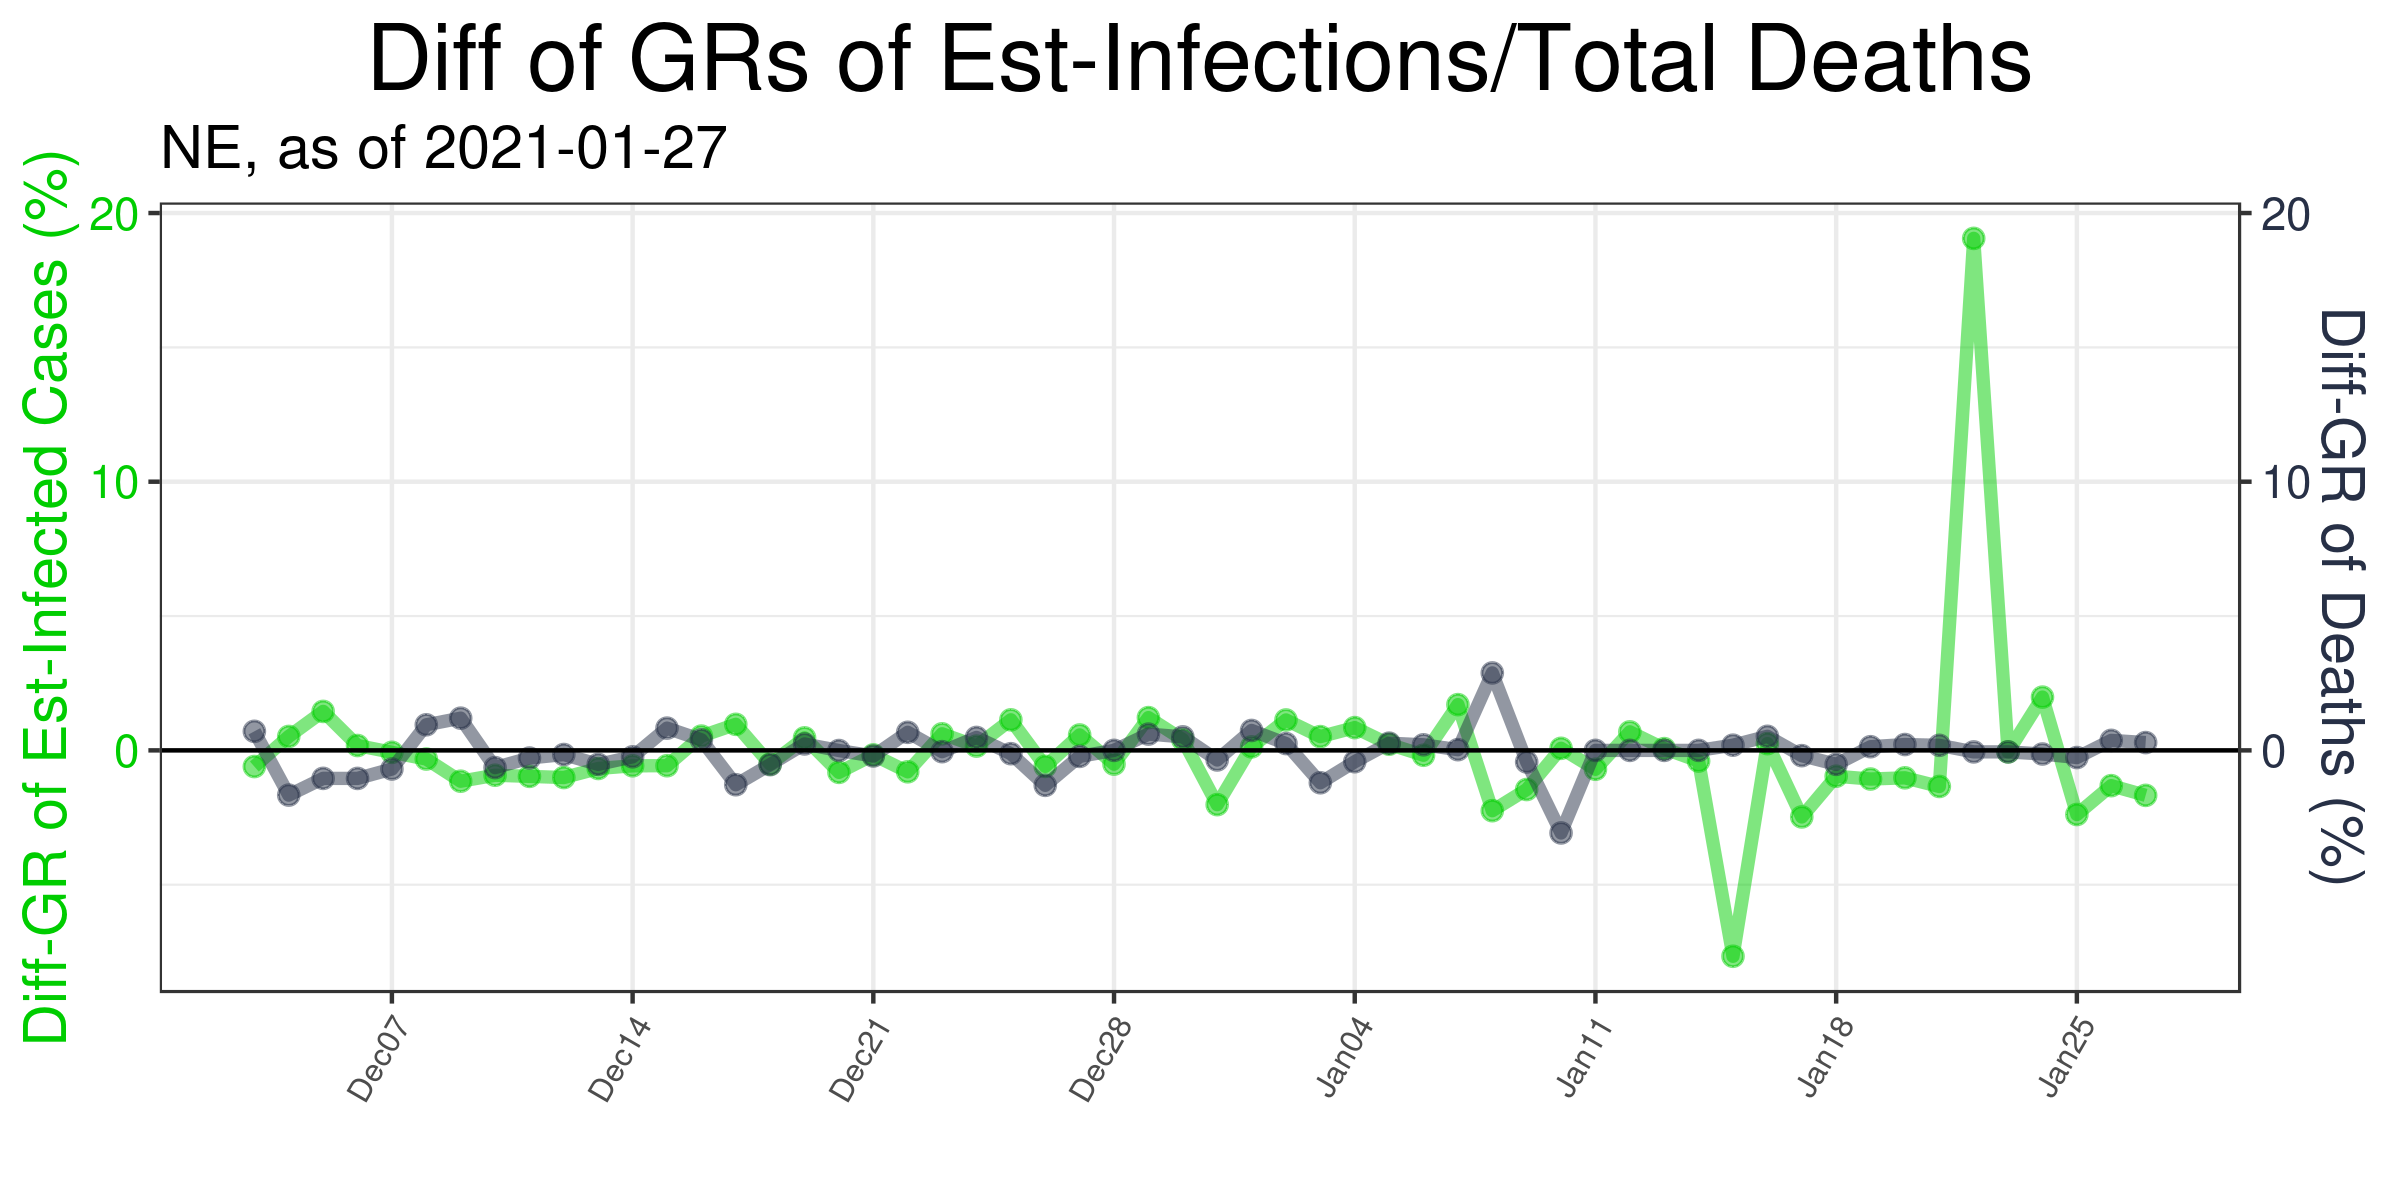 Diff of GRs of Est-Infections/Total Deaths
NE, as of 2021-01-27
Diff-GR of Est-Infected Cases (%)
20
10
0
20
10
0
Diff-GR of Deaths (%)
Dec07
Dec14
Dec21
Dec28
Jan04
Jan11
Jan18
Jan25